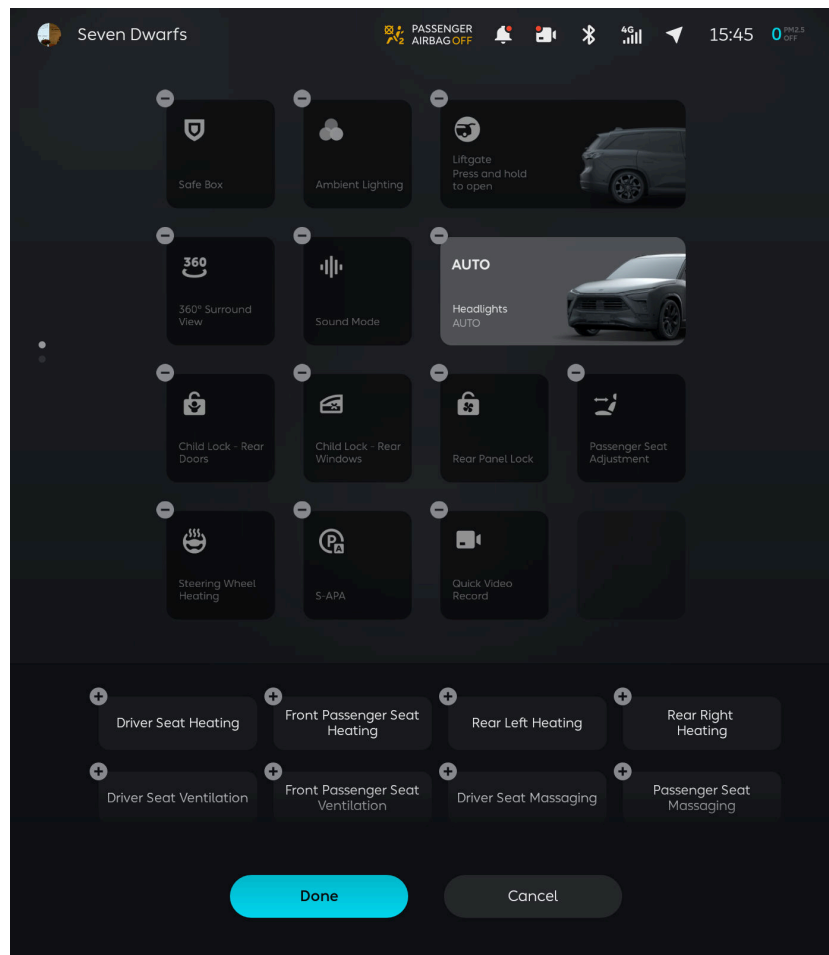 Seven Dwarfs
PASSENGER
AIRBAG OFF
2
4G
15:45
0 PM2.5
OFF
Safe Box
Ambient Lighting
Liftgate
Press and hold
to open
360
360° Surround
View
Sound Mode
AUTO
Headlights
AUTO
Child Lock - Rear
Doors
Child Lock - Rear
Windows
Rear Panel Lock
Passenger Seat
Adjustment
Steering Wheel
Heating
P
A
S-APA
Quick Video
Record
Driver Seat Heating
Front Passenger Seat
Heating
Rear Left Heating
Rear Right
Heating
Driver Seat Ventilation
Front Passenger Seat
Ventilation
Driver Seat Massaging
Passenger Seat
Massaging
Done
Cancel